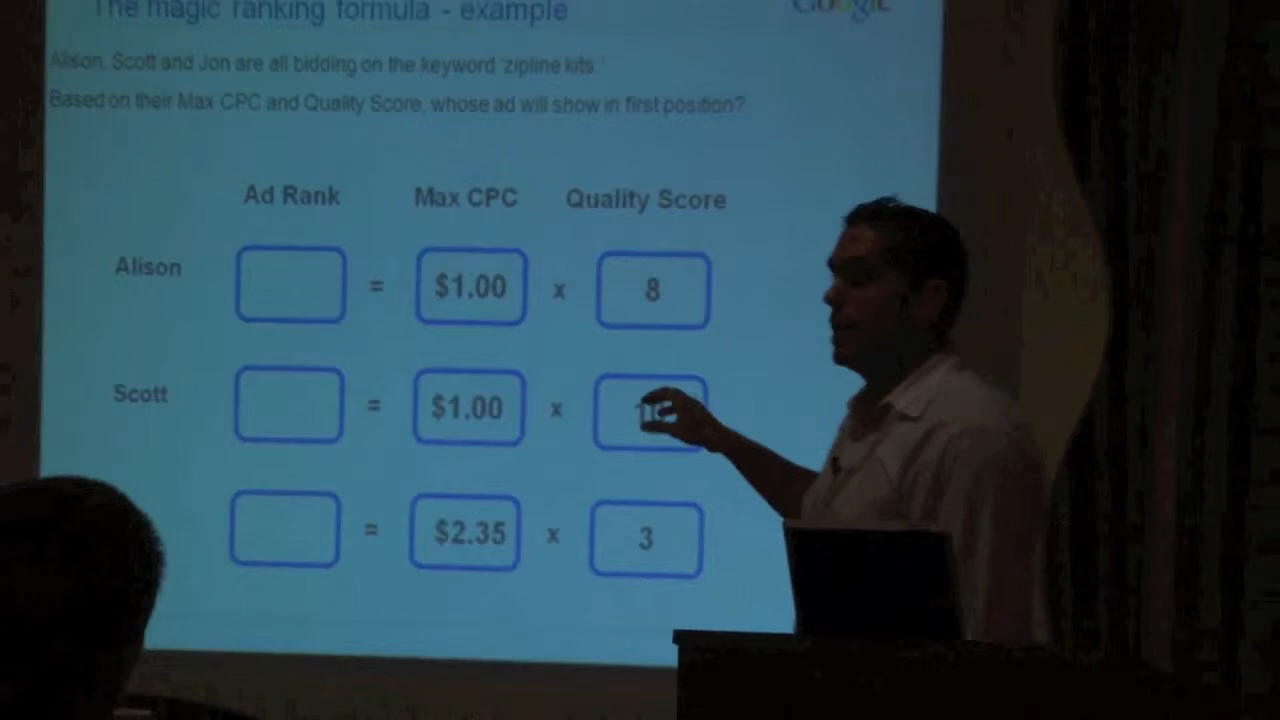 The magic ranking formula - example
Google
Alison, Scott and Jon are all bidding on the keyword 'zipline kits.'
Based on their Max CPC and Quality Score, whose ad will show in first position?
Ad Rank Max CPC Quality Score
Alison = $1.00 x 8
Scott = $1.00 x
= $2.35 x 3